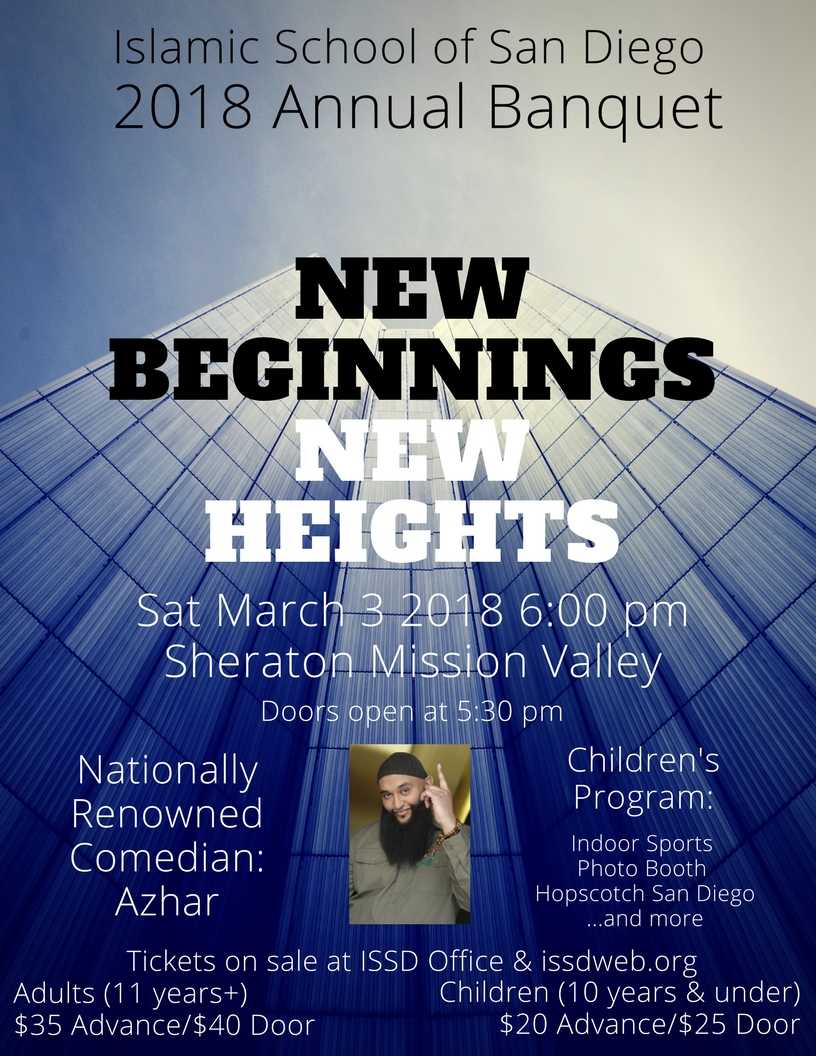 Islamic School of San Diego
2018 Annual Banquet
NEW
BEGINNINGS
NEW
HEIGHTS
Sat March 3 2018 6:00 pm
Sheraton Mission Valley
Doors open at 5:30 pm
Nationally
Renowned
Comedian:
Azhar
Children's
Program:
Indoor Sports
Photo Booth
Hopscotch San Diego
...and more
Tickets on sale at ISSD Office & issdweb.org
Adults (11 years+)
$35 Advance/$40 Door
Children (10 years & under)
$20 Advance/$25 Door